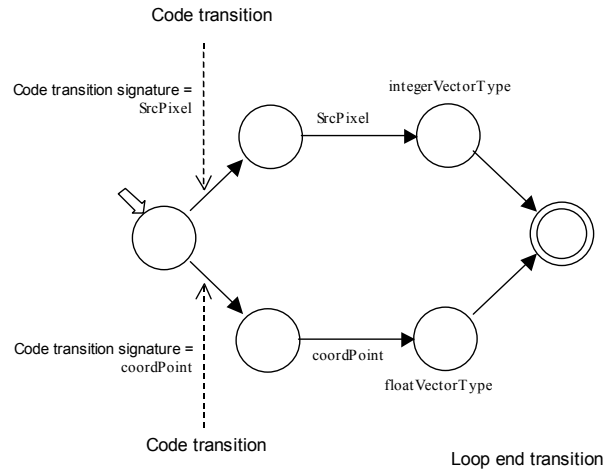 Code transition
Code transition signature =
SrcPixel
SrcPixel
integerVectorType
Code transition signature =
coordPoint
coordPoint
floatVectorType
Code transition
Loop end transition